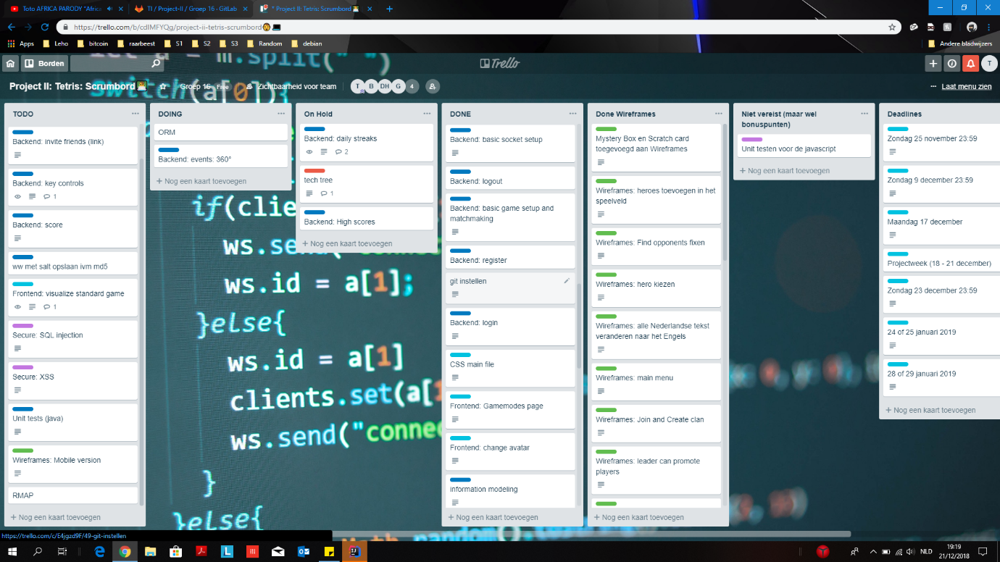 Toto AFRICA PARODY "Africa
TI / Project-II / Groep 16 · GitLab
* Project II: Tetris: Scrumbord
https://trello.com/b/cdIMFYQg/project-ii-tetris-scrumbord
Apps
Leho
bitcoin
raarbeest
S1
S2
S3
Random
debian
Andere bladwijzers
Borden
Trello
T
Project II: Tetris: Scrumbord
Groep 16
Free
Zichtbaarheid voor team
T
B
DH
G
4
... Laat menu zien
TODO
Backend: invite friends (link)
Backend: key controls
1
Backend: score
ww met salt opslaan ivm md5
Frontend: visualize standard game
1
Secure: SQL injection
Secure: XSS
Unit tests (java)
Wireframes: Mobile version
RMAP
+ Nog een kaart toevoegen
DOING
ORM
Backend: events: 360°
+ Nog een kaart toevoegen
On Hold
Backend: daily streaks
2
tech tree
1
Backend: High scores
+ Nog een kaart toevoegen
DONE
Backend: basic socket setup
Backend: logout
Backend: basic game setup and
matchmaking
Backend: register
git instellen
Backend: login
CSS main file
Frontend: Gamemodes page
Frontend: change avatar
information modeling
+ Nog een kaart toevoegen
Done Wireframes
Mystery Box en Scratch card
toegevoegd aan Wireframes
Wireframes: heroes toevoegen in het
speelveld
Wireframes: Find opponents fixen
Wireframes: hero kiezen
Wireframes: alle Nederlandse tekst
veranderen naar het Engels
Wireframes: main menu
Wireframes: Join and Create clan
Wireframes: leader can promote
players
+ Nog een kaart toevoegen
Niet vereist (maar wel
bonuspunten)
Unit testen voor de javascript
+ Nog een kaart toevoegen
Deadlines
Zondag 25 november 23:59
Zondag 9 december 23:59
Maandag 17 december
Projectweek (18 - 21 december)
Zondag 23 december 23:59
24 of 25 januari 2019
28 of 29 januari 2019
+ Nog een kaart toevoegen
m.split(" ")
switch(a[0]){
if(clie
ws.send(
ws.id = a[1];
}else{
ws.id = a[1]
clients.set(a[1
ws.send("connec
}
}else{
https://trello.com/c/E4jgzd9F/49-git-instellen
NLD
19:19
21/12/2018